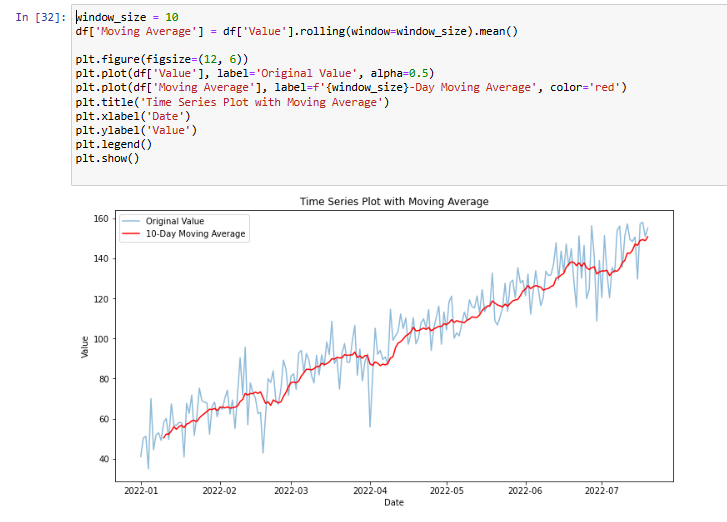 In [32]: window_size = 10
df['Moving Average'] = df['Value'].rolling(window=window_size).mean()
plt.figure(figsize=(12, 6))
plt.plot(df['Value'], label='Original Value', alpha=0.5)
plt.plot(df['Moving Average'], label=f'{window_size}-Day Moving Average', color='red')
plt.title('Time Series Plot with Moving Average')
plt.xlabel('Date')
plt.ylabel('Value')
plt.legend()
plt.show()
Time Series Plot with Moving Average
Original Value
10-Day Moving Average
160
140
120
100
80
60
40
Value
2022-01 2022-02 2022-03 2022-04 2022-05 2022-06 2022-07
Date